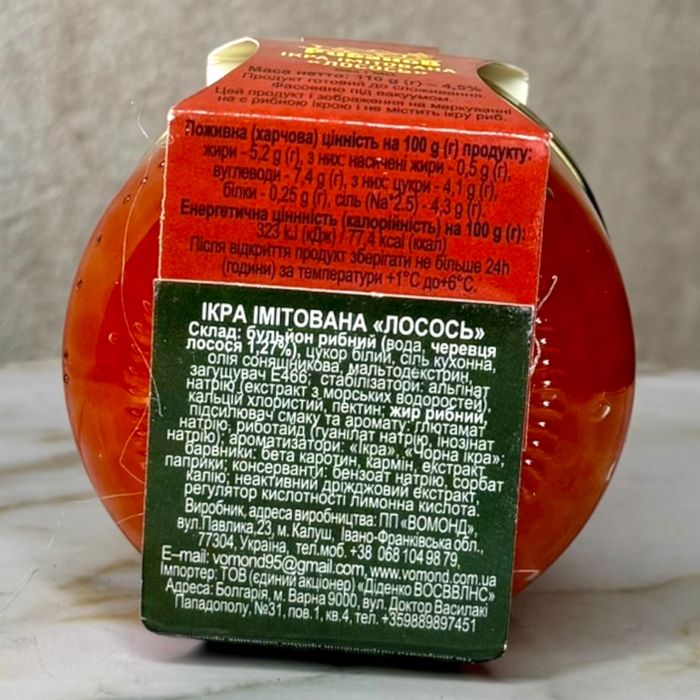 ІКРА ІМІТОВАНА
«ЛОСОСЬ»
Маса нетто: 110 g (г) – 4,5%
Продукт готовий до споживання.
Фасовано під вакуумом.
Цей продукт і зображення на маркуванні
не є рибною ікрою і не містить ікру риб.
Поживна (харчова) цінність на 100 g (г) продукту:
жири - 5,2 g (г), з них: насичені жири - 0,5 g (г),
вуглеводи - 7,4 g (г), з них: цукри - 4,1 g (г),
білки - 0,25 g (г), сіль (Na*2.5) - 4,3 g (г).
Енергетична ціннність (калорійність) на 100 g (г):
323 kJ (кДж) / 77,4 kcal (ккал)
Після відкриття продукт зберігати не більше 24h
(години) за температури +1°C до+6°C.
ІКРА ІМІТОВАНА «ЛОСОСЬ»
Склад: бульйон рибний (вода, черевця
лосося 1,27%), цукор білий, сіль кухонна,
олія соняшникова, мальтодекстрин,
загущувач Е466; стабілізатори: альгінат
натрію (екстракт з морських водоростей),
кальцій хлористий, пектин; жир рибний,
підсилювач смаку та аромату: глютамат
натрію, риботайд (гуанілат натрію, інозінат
натрію); ароматизатори: «Ікра», «Чорна ікра»;
барвники: бета каротин, кармін, екстракт
паприки; консерванти: бензоат натрію, сорбат
калію; неактивний дріжджовий екстракт,
регулятор кислотності лимонна кислота.
Виробник, адреса виробництва: ПП «ВОМОНД»,
вул.Павлика,23, м. Калуш, Івано-Франківська обл.,
77304, Україна, тел.моб. +38 068 104 98 79,
E–mail: vomond95@gmail.com, www.vomond.com.ua
Імпортер: ТОВ (єдиний акціонер) «Діденко ВОСВВЛНС»
Адреса: Болгарія, м. Варна 9000, вул. Доктор Василакі
Пападополу, №31, пов.1, кв.4, тел. +359889897451